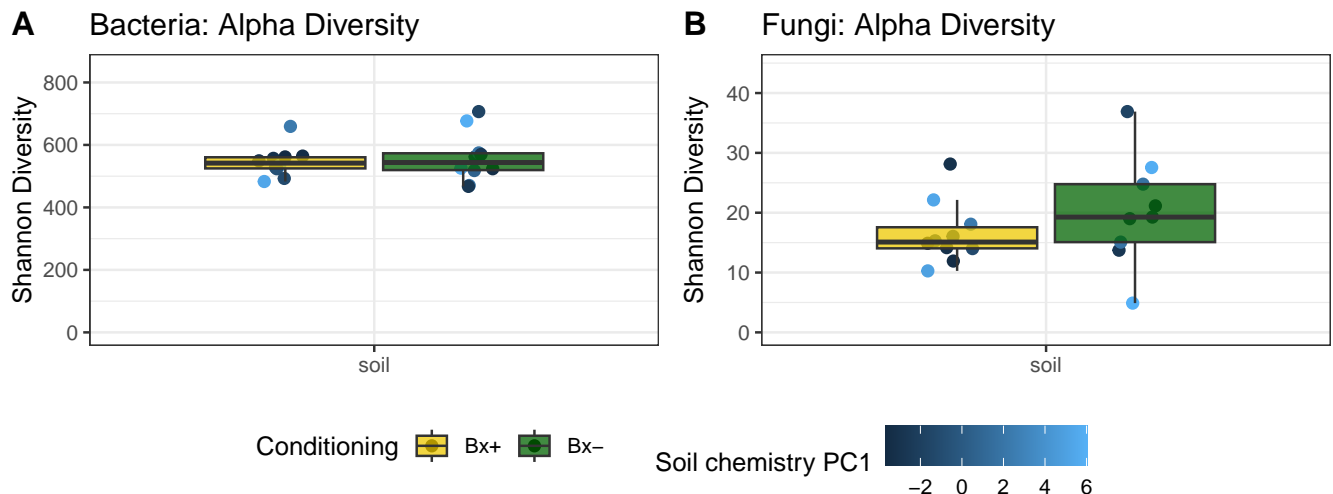 A Bacteria: Alpha Diversity
Shannon Diversity
800
600
400
200
0
soil
B Fungi: Alpha Diversity
Shannon Diversity
40
30
20
10
0
soil
Conditioning Bx+ Bx−
Soil chemistry PC1
−2 0 2 4 6